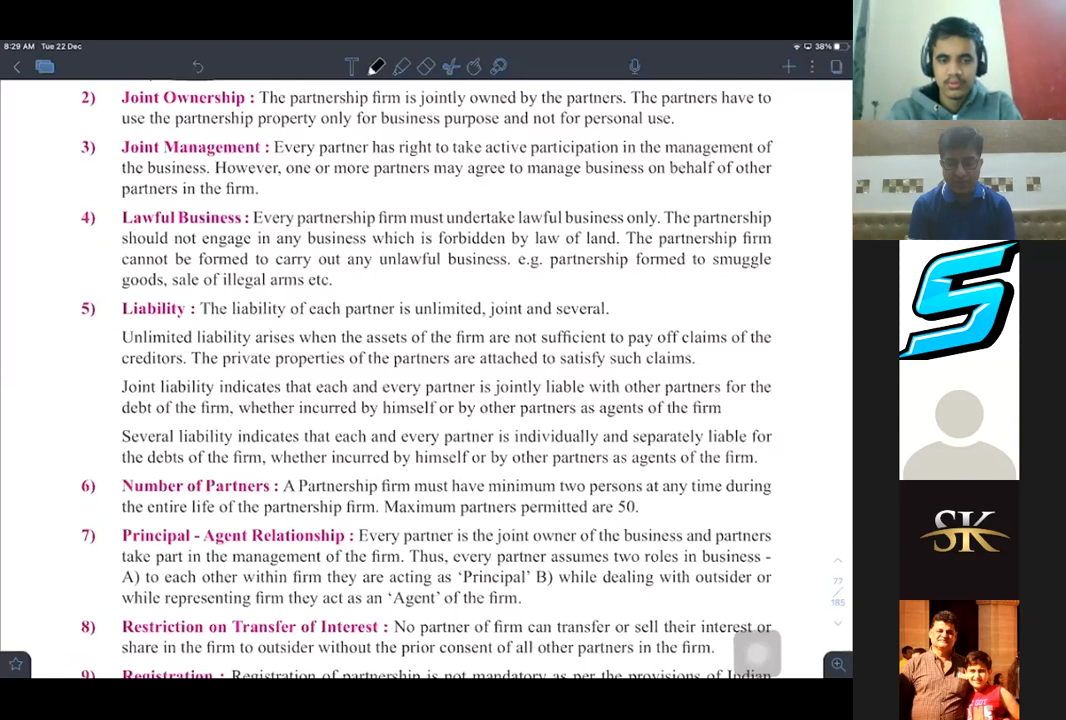 8:29 AM Tue 22 Dec
38%
T
2) Joint Ownership : The partnership firm is jointly owned by the partners. The partners have to
use the partnership property only for business purpose and not for personal use.
3) Joint Management : Every partner has right to take active participation in the management of
the business. However, one or more partners may agree to manage business on behalf of other
partners in the firm.
4) Lawful Business : Every partnership firm must undertake lawful business only. The partnership
should not engage in any business which is forbidden by law of land. The partnership firm
cannot be formed to carry out any unlawful business. e.g. partnership formed to smuggle
goods, sale of illegal arms etc.
5) Liability : The liability of each partner is unlimited, joint and several.
Unlimited liability arises when the assets of the firm are not sufficient to pay off claims of the
creditors. The private properties of the partners are attached to satisfy such claims.
Joint liability indicates that each and every partner is jointly liable with other partners for the
debt of the firm, whether incurred by himself or by other partners as agents of the firm
Several liability indicates that each and every partner is individually and separately liable for
the debts of the firm, whether incurred by himself or by other partners as agents of the firm.
6) Number of Partners : A Partnership firm must have minimum two persons at any time during
the entire life of the partnership firm. Maximum partners permitted are 50.
7) Principal - Agent Relationship : Every partner is the joint owner of the business and partners
take part in the management of the firm. Thus, every partner assumes two roles in business -
A) to each other within firm they are acting as ‘Principal’ B) while dealing with outsider or
while representing firm they act as an ‘Agent’ of the firm.
8) Restriction on Transfer of Interest : No partner of firm can transfer or sell their interest or
share in the firm to outsider without the prior consent of all other partners in the firm.
9) Registration : Registration of partnership is not mandatory as per the provisions of Indian
77
/
185
S
SK